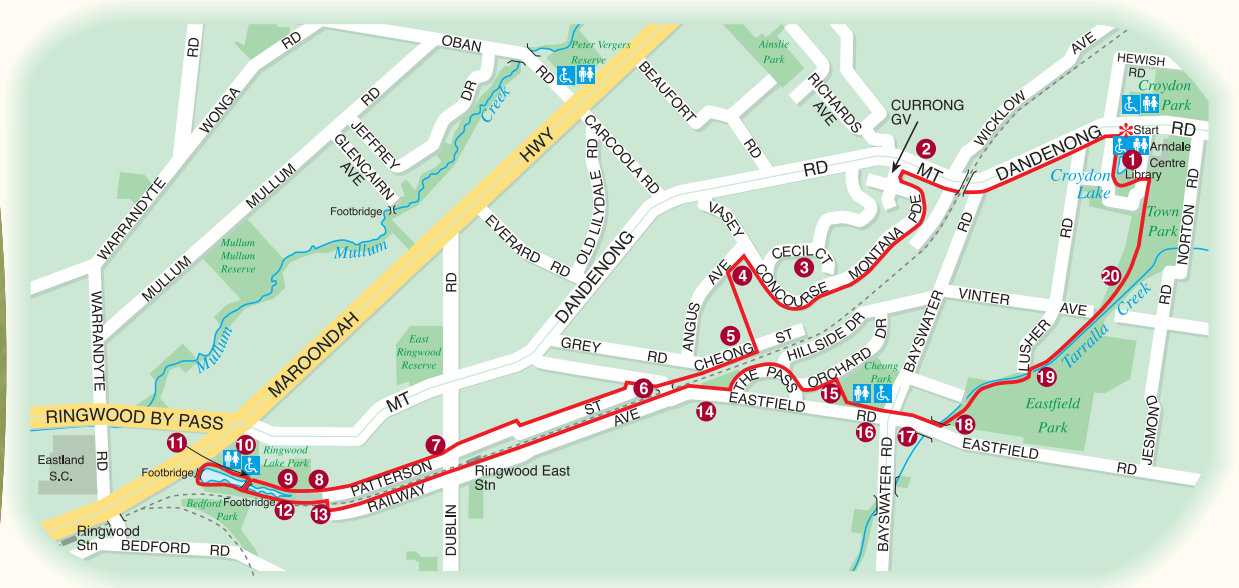 OBAN
RD
Peter Vergers
Reserve
Ainslie
Park
AVE
HEWISH
RD
Croydon
Park
RD
RD
WONGA
RD
JEFFREY
DR
GLENCAIRN
AVE
Creek
HWY
BEAUFORT
RD
RICHARDS
AVE
CURRONG
GV
WICKLOW
DANDENONG
RD
Start
Arndale
Centre
Library
1
2
MT
RD
CARCOOLA RD
OLD LILYDALE RD
WARRANDYTE
MULLUM
MULLUM
Footbridge
Mullum
Mullum
Mullum
Reserve
EVERARD RD
VASEY
AVE
CECIL CT
3
4
CONCOURSE
MONTANA PDE
Croydon
Lake
Town
Park
RD
NORTON RD
RD
RD
20
DANDENONG
WARRANDYTE
RD
Mullum
MAROONDAH
RD
East
Ringwood
Reserve
ANGUS
5
CHEONG
ST
GREY
RD
HILLSIDE DR
BAYSWATER
VINTER
AVE
Creek
Tarralla
LUSHER
19
MT
THE PASS
ORCHARD
DR
Cheong
Park
15
6
14
EASTFIELD
RD
16
17
18
Eastfield
Park
EASTFIELD
RD
JESMOND
RINGWOOD BY PASS
11
10
Ringwood
Lake Park
9
8
7
PATTERSON
ST
RAILWAY
AVE
Eastland
S.C.
Footbridge
Bedford
Park
Footbridge
12
13
Ringwood East
Stn
Ringwood
Stn
BEDFORD RD
DUBLIN
BAYSWATER RD